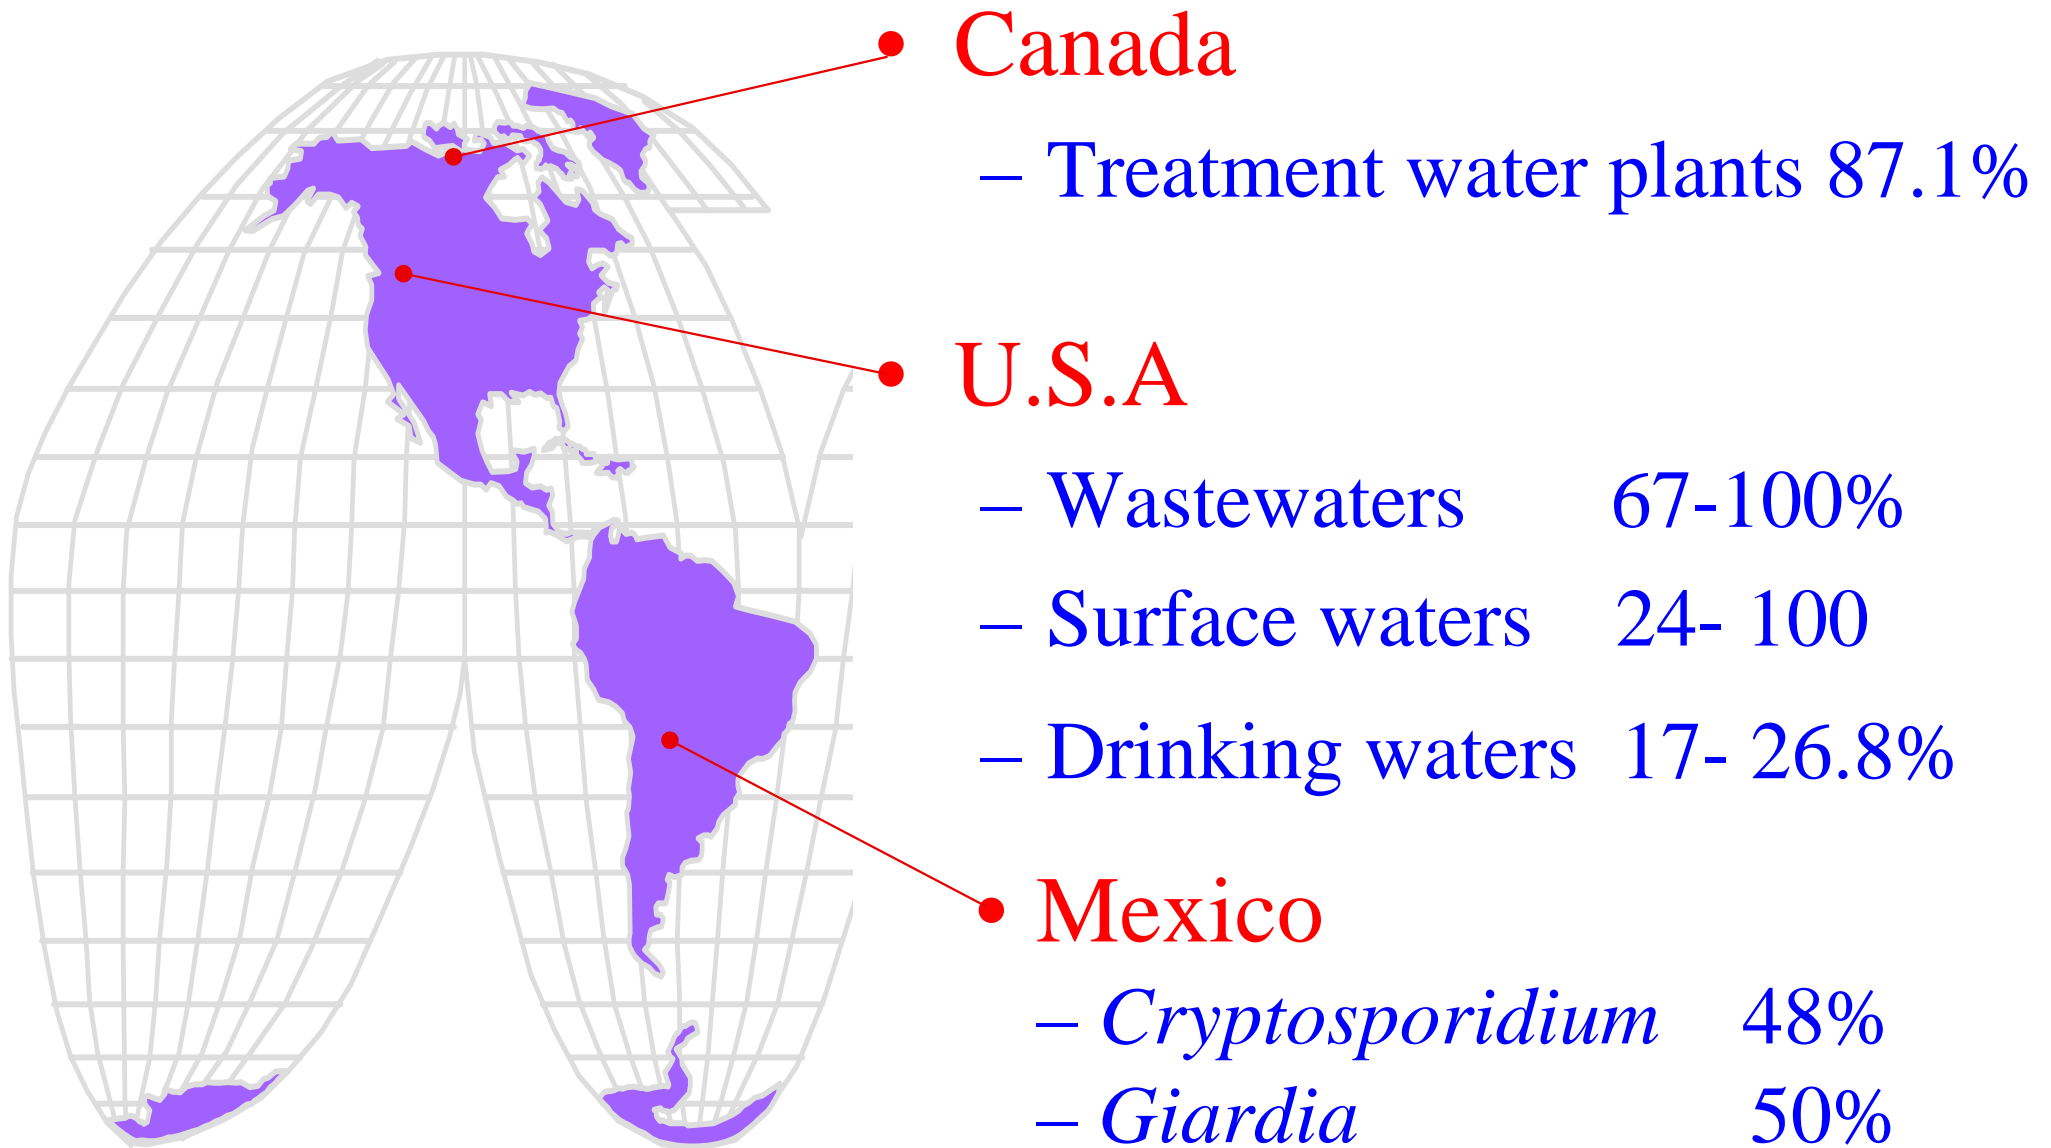 • Canada
– Treatment water plants 87.1%
• U.S.A
– Wastewaters 67-100%
– Surface waters 24- 100
– Drinking waters 17- 26.8%
• Mexico
– Cryptosporidium 48%
– Giardia 50%